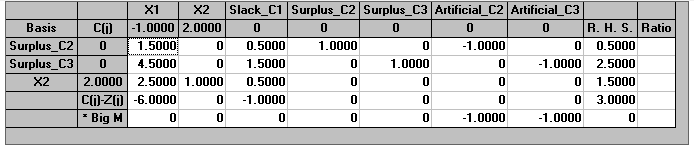 X1 X2 Slack_C1 Surplus_C2 Surplus_C3 Artificial_C2 Artificial_C3
Basis C(j) -1.0000 2.0000 0 0 0 0 0 R. H. S. Ratio
Surplus_C2 0 1.5000 0 0.5000 1.0000 0 -1.0000 0 0.5000
Surplus_C3 0 4.5000 0 1.5000 0 1.0000 0 -1.0000 2.5000
X2 2.0000 2.5000 1.0000 0.5000 0 0 0 0 1.5000
C(j)-Z(j) -6.0000 0 -1.0000 0 0 0 0 3.0000
* Big M 0 0 0 0 0 -1.0000 -1.0000 0